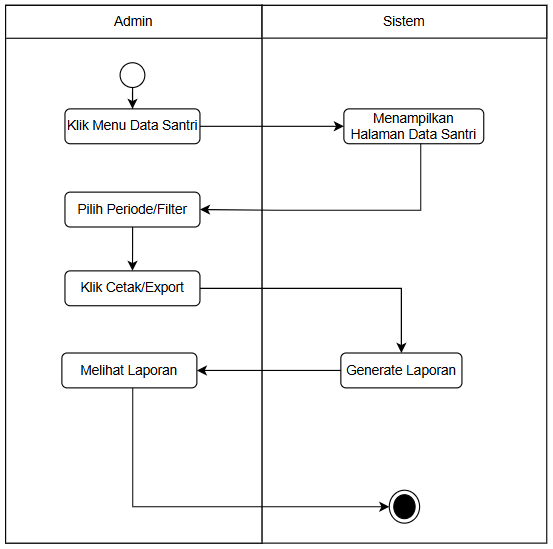 Admin
Sistem
Klik Menu Data Santri
Menampilkan
Halaman Data Santri
Pilih Periode/Filter
Klik Cetak/Export
Melihat Laporan
Generate Laporan